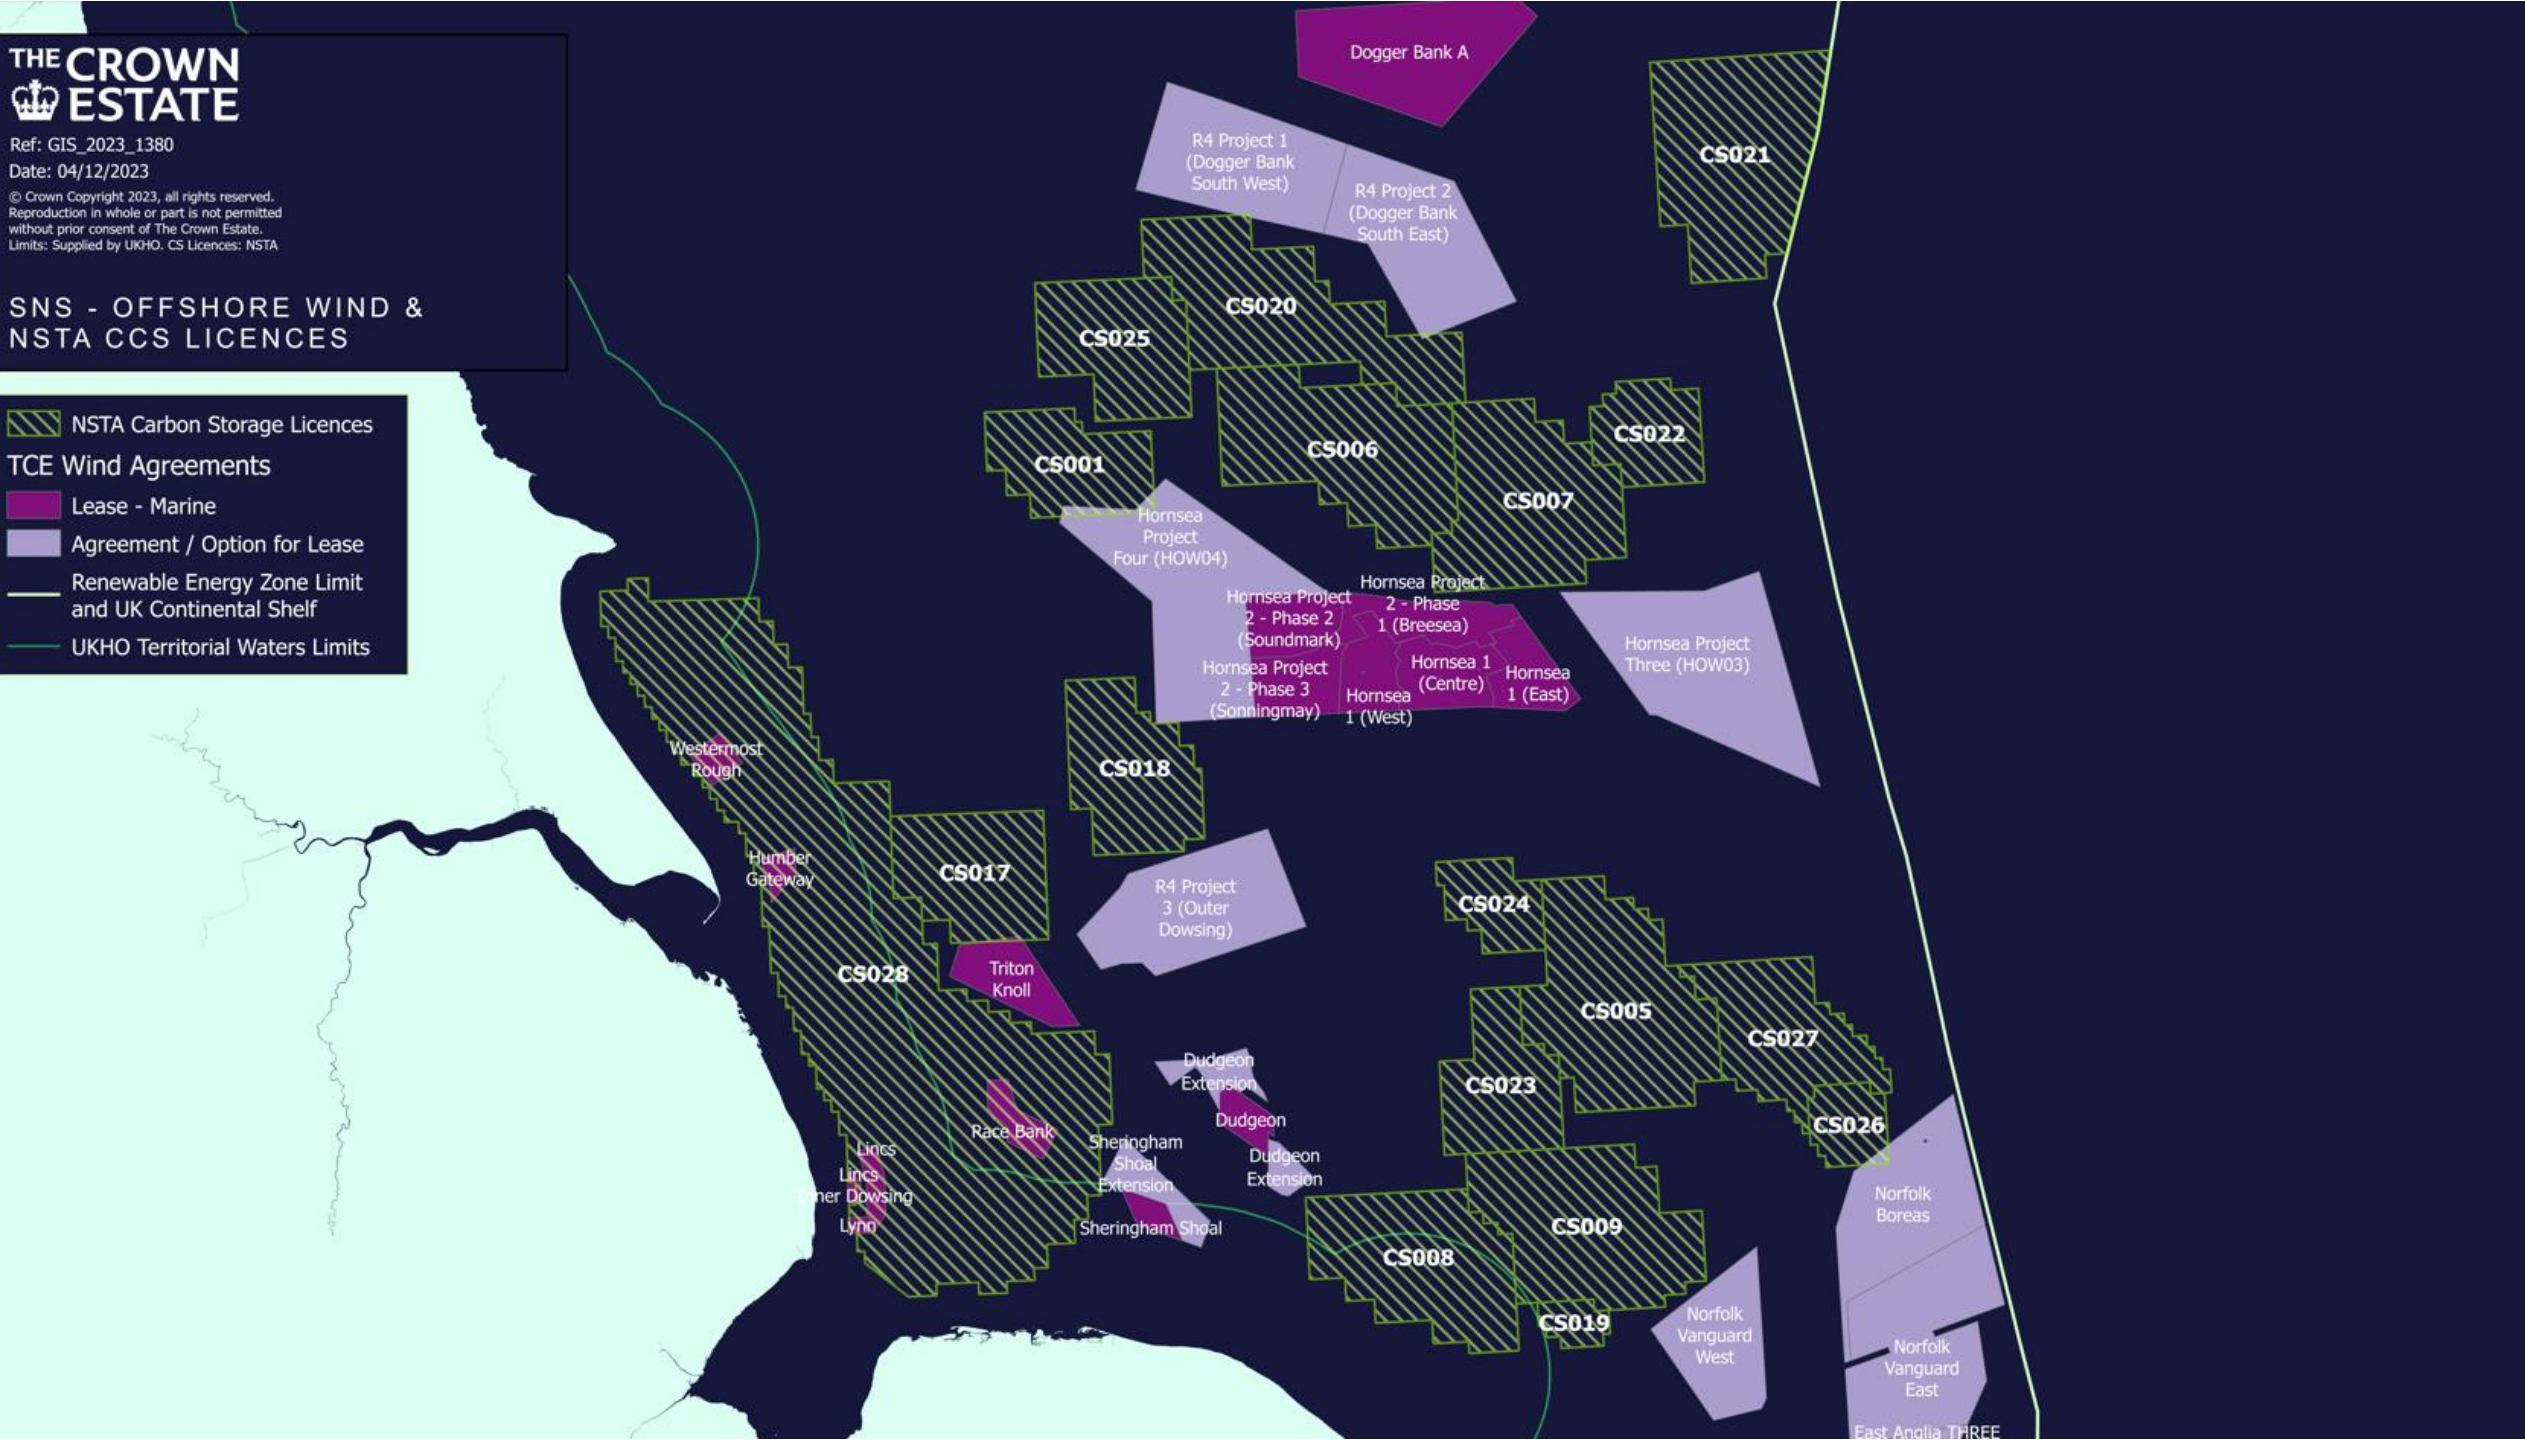 THE CROWN
ESTATE
Ref: GIS_2023_1380
Date: 04/12/2023
© Crown Copyright 2023, all rights reserved.
Reproduction in whole or part is not permitted
without prior consent of The Crown Estate.
Limits: Supplied by UKHO. CS Licences: NSTA
SNS - OFFSHORE WIND &
NSTA CCS LICENCES
NSTA Carbon Storage Licences
TCE Wind Agreements
Lease - Marine
Agreement / Option for Lease
Renewable Energy Zone Limit
and UK Continental Shelf
UKHO Territorial Waters Limits
Dogger Bank A
R4 Project 1
(Dogger Bank
South West)
R4 Project 2
(Dogger Bank
South East)
CS021
CS020
CS025
CS001
CS006
CS022
CS007
Hornsea
Project
Four (HOW04)
Hornsea Project
2 - Phase 2
(Soundmark)
Hornsea Project
2 - Phase
1 (Breesea)
Hornsea Project
2 - Phase 3
(Sonningmay)
Hornsea
1 (West)
Hornsea 1
(Centre)
Hornsea
1 (East)
Hornsea Project
Three (HOW03)
CS018
Westermost
Rough
Humber
Gateway
CS017
R4 Project
3 (Outer
Dowsing)
CS028
Triton
Knoll
CS024
CS005
CS027
CS023
CS026
Dudgeon
Extension
Dudgeon
Dudgeon
Extension
Race Bank
Sheringham
Shoal
Extension
Sheringham Shoal
Lincs
Lincs
Inner Dowsing
Lynn
CS009
CS008
CS019
Norfolk
Boreas
Norfolk
Vanguard
West
Norfolk
Vanguard
East
East Anglia THREE